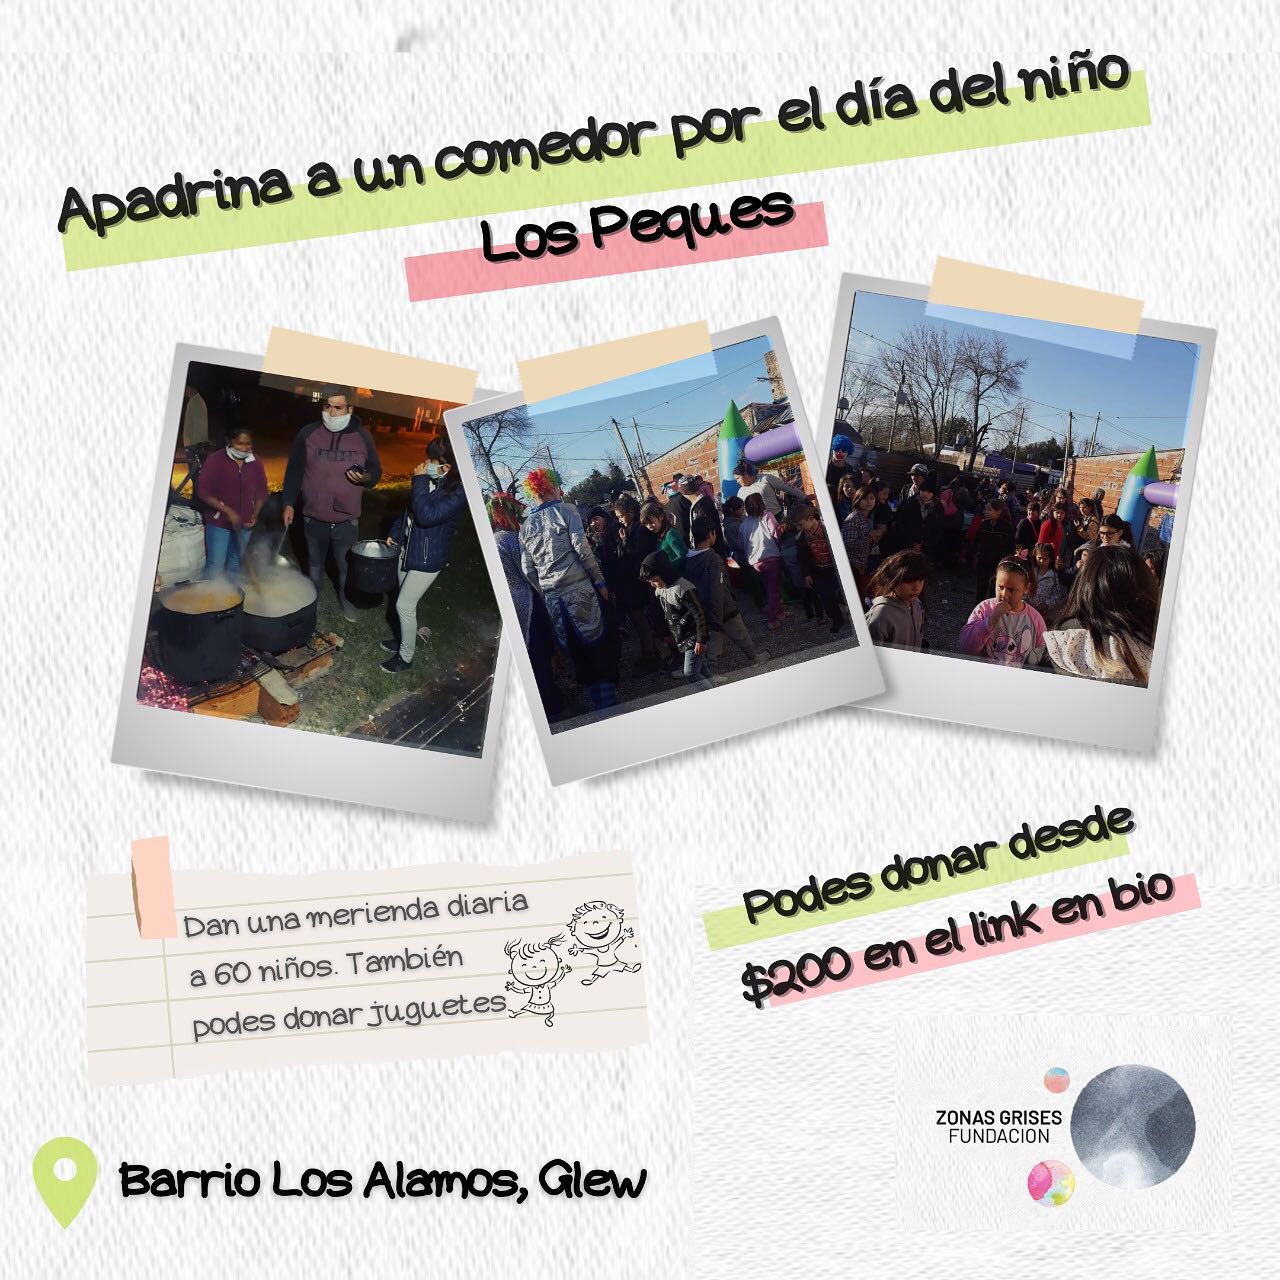 Apadrina a un comedor por el día del niño
Los Peques
Dan una merienda diaria
a 60 niños. También
podes donar juguetes
Podes donar desde
$200 en el link en bio
ZONAS GRISES
FUNDACION
Barrio Los Alamos, Glew